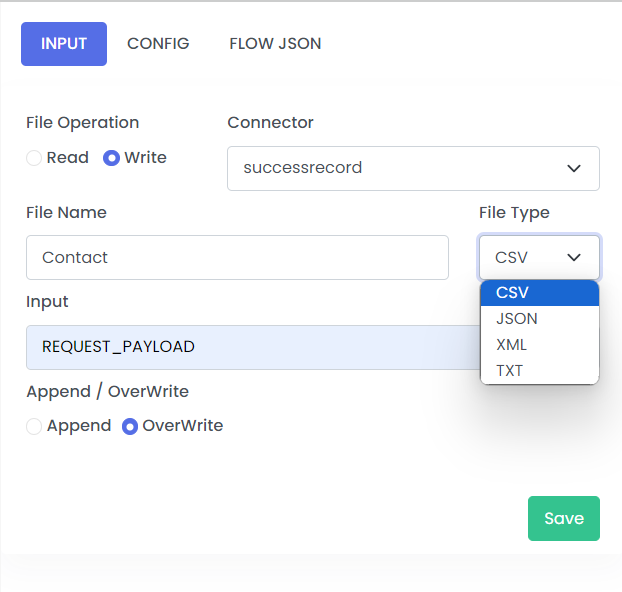 INPUT CONFIG FLOW JSON
File Operation Connector
Read Write successrecord
File Name File Type
Contact CSV
Input CSV
REQUEST_PAYLOAD JSON
XML
TXT
Append / OverWrite
Append OverWrite
Save